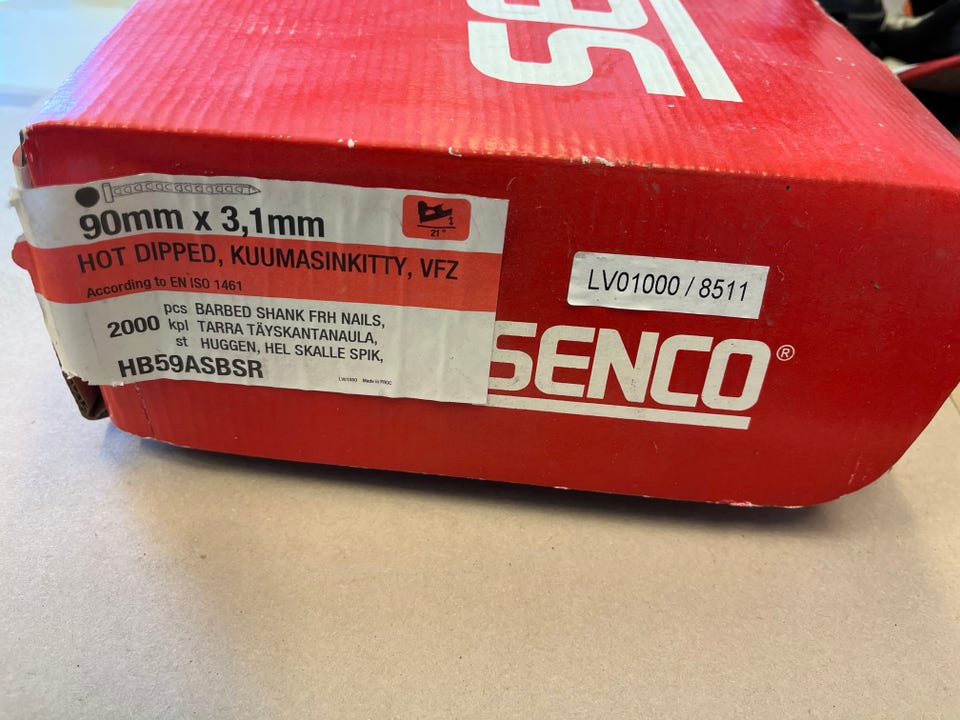 90mm x 3,1mm
21°
HOT DIPPED, KUUMASINKITTY, VFZ
According to EN ISO 1461
2000
pcs BARBED SHANK FRH NAILS,
kpl TARRA TÄYSKANTANAULA,
st HUGGEN, HEL SKALLE SPIK,
HB59ASBSR
Made in PROC
LV01000 / 8511
SENCO®